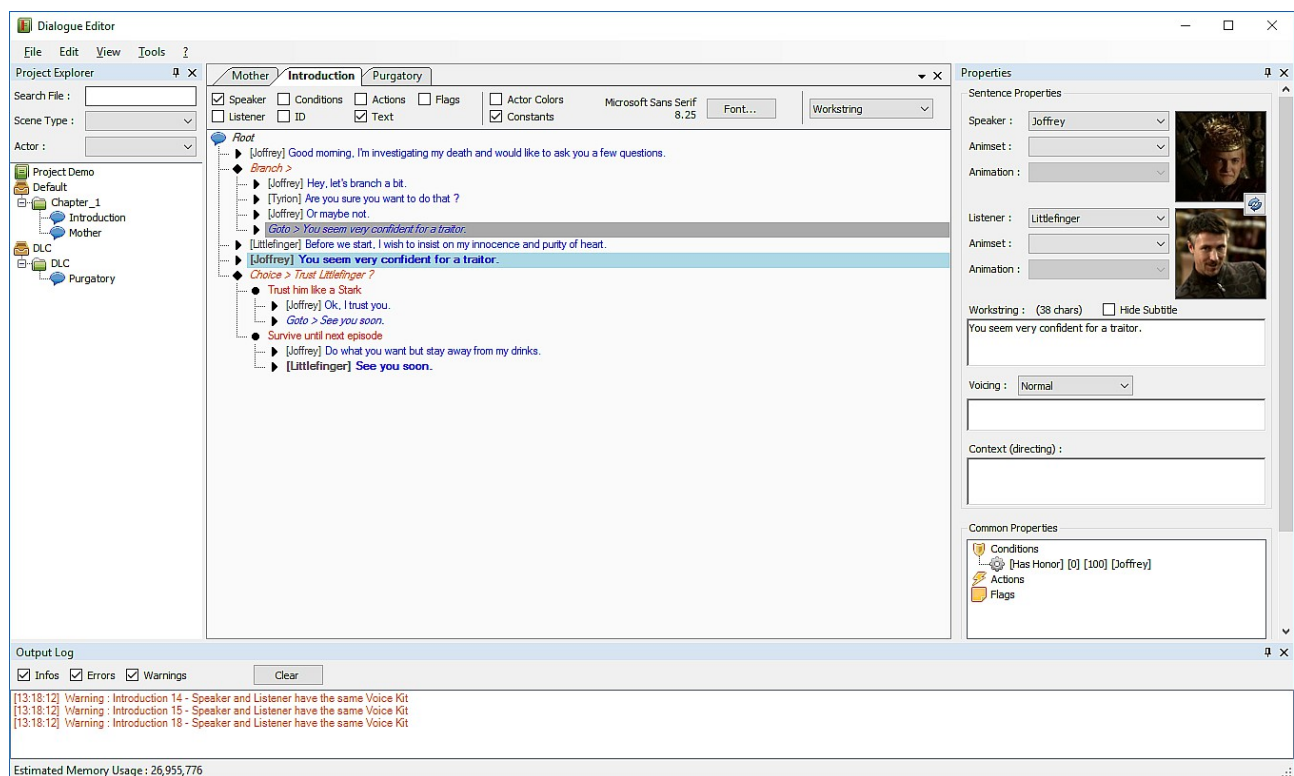 Dialogue Editor
File Edit View Tools ?
Project Explorer
Search File :
Scene Type :
Actor :
Project Demo
Default
Chapter_1
Introduction
Mother
DLC
DLC
Purgatory
Mother Introduction Purgatory
Speaker Conditions Actions Flags Actor Colors Microsoft Sans Serif Font... Workstring
Listener ID Text Constants 8.25
Root
[Joffrey] Good morning, I'm investigating my death and would like to ask you a few questions.
Branch >
[Joffrey] Hey, let's branch a bit.
[Tyrion] Are you sure you want to do that ?
[Joffrey] Or maybe not.
Goto > You seem very confident for a traitor.
[Littlefinger] Before we start, I wish to insist on my innocence and purity of heart.
[Joffrey] You seem very confident for a traitor.
Choice > Trust Littlefinger ?
Trust him like a Stark
[Joffrey] Ok, I trust you.
Goto > See you soon.
Survive until next episode
[Joffrey] Do what you want but stay away from my drinks.
[Littlefinger] See you soon.
Properties
Sentence Properties
Speaker : Joffrey
Animset :
Animation :
Listener : Littlefinger
Animset :
Animation :
Workstring : (38 chars) Hide Subtitle
You seem very confident for a traitor.
Voicing : Normal
Context (directing) :
Common Properties
Conditions
[Has Honor] [0] [100] [Joffrey]
Actions
Flags
Output Log
Infos Errors Warnings Clear
[13:18:12] Warning : Introduction 14 - Speaker and Listener have the same Voice Kit
[13:18:12] Warning : Introduction 15 - Speaker and Listener have the same Voice Kit
[13:18:12] Warning : Introduction 18 - Speaker and Listener have the same Voice Kit
Estimated Memory Usage : 26,955,776